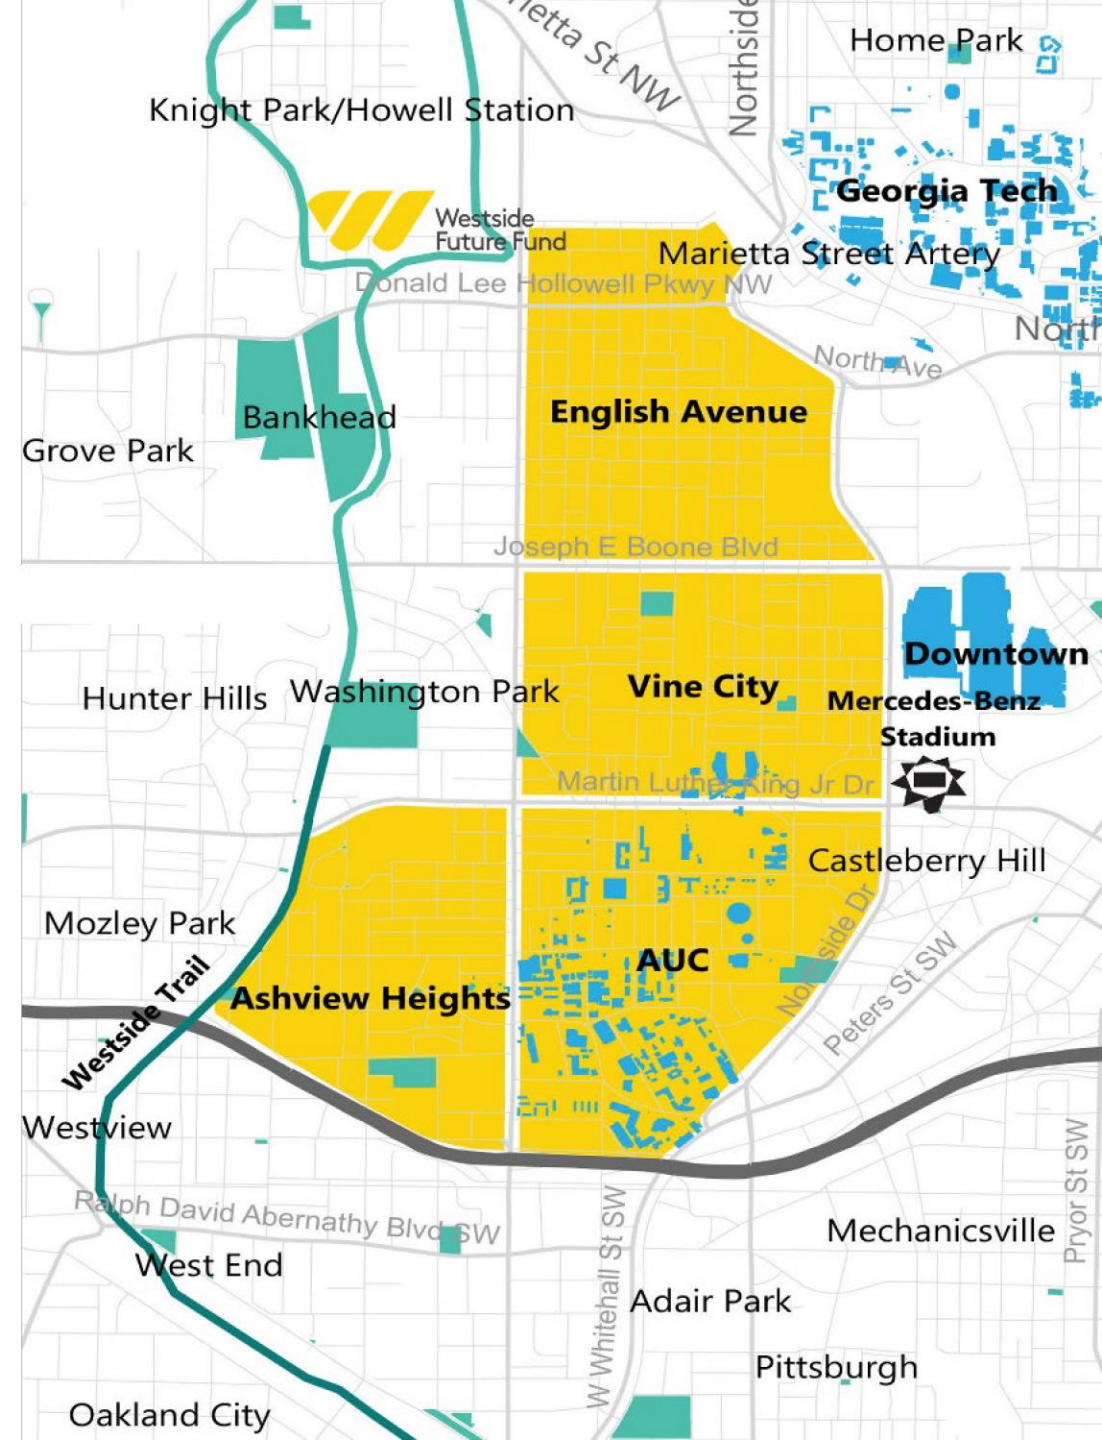 Home Park
rietta St NW
Northside
Knight Park/Howell Station
Georgia Tech
Westside
Future Fund
Marietta Street Artery
Donald Lee Hollowell Pkwy NW
North
North Ave
English Avenue
Bankhead
Grove Park
Joseph E Boone Blvd
Downtown
Vine City
Hunter Hills
Washington Park
Mercedes-Benz
Stadium
Martin Luther King Jr Dr
Castleberry Hill
Mozley Park
AUC
Northside Dr
Peters St SW
Westside Trail
Ashview Heights
Westview
Pryor St SW
Ralph David Abernathy Blvd SW
Mechanicsville
West End
W Whitehall St SW
Adair Park
Pittsburgh
Oakland City